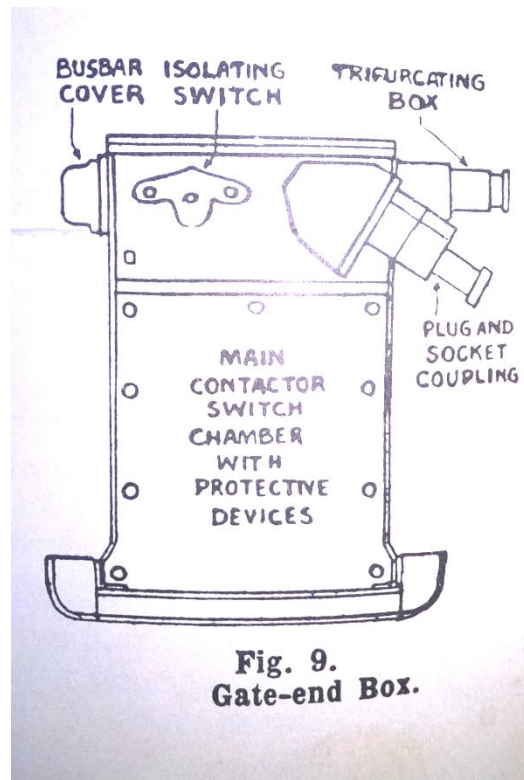 BUSBAR
COVER
ISOLATING
SWITCH
TRIFURCATING
BOX
PLUG AND
SOCKET
COUPLING
MAIN
CONTACTOR
SWITCH
CHAMBER
WITH
PROTECTIVE
DEVICES
Fig. 9.
Gate-end Box.